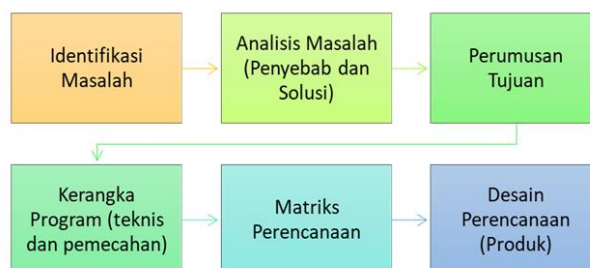 Identifikasi
Masalah
Analisis Masalah
(Penyebab dan
Solusi)
Perumusan
Tujuan
Kerangka
Program (teknis
dan pemecahan)
Matriks
Perencanaan
Desain
Perencanaan
(Produk)